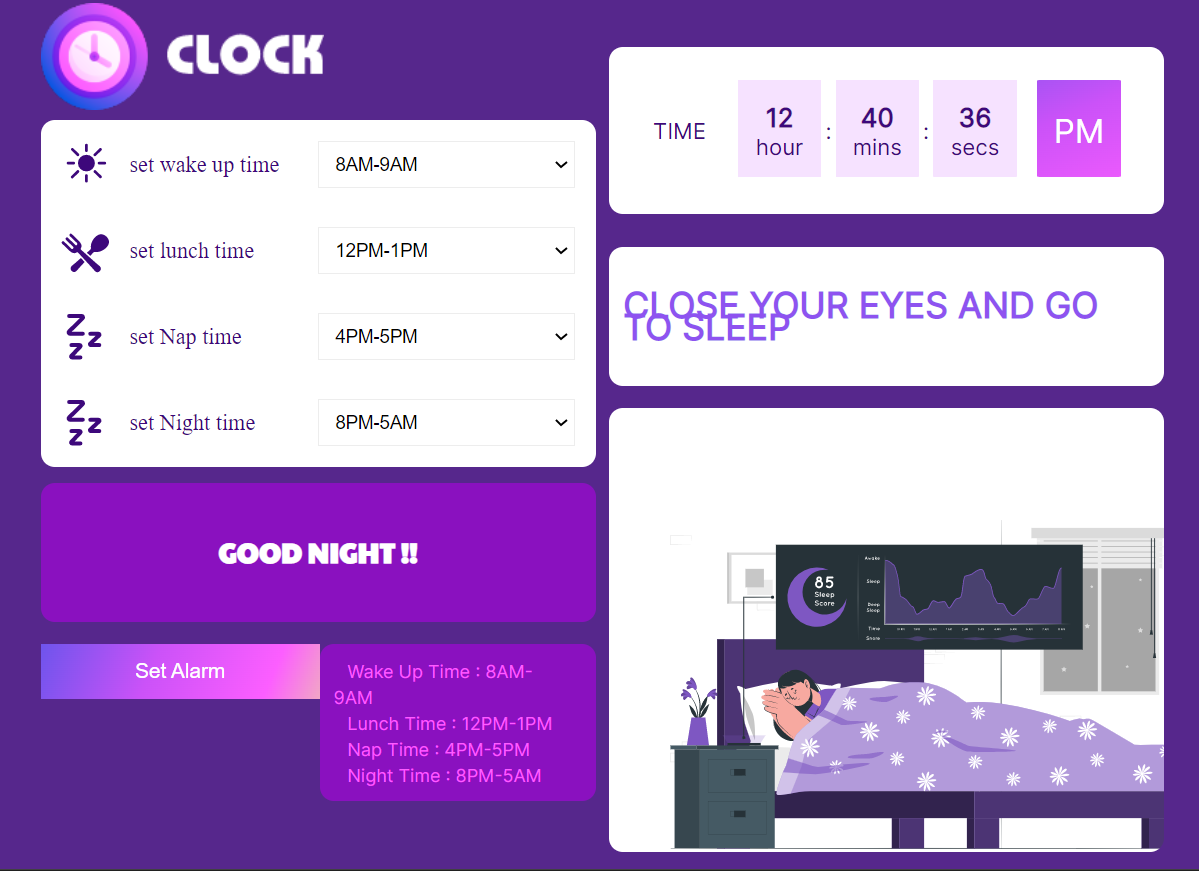 CLOCK
set wake up time
8AM-9AM
set lunch time
12PM-1PM
set Nap time
4PM-5PM
set Night time
8PM-5AM
GOOD NIGHT !!
Set Alarm
Wake Up Time : 8AM-
9AM
Lunch Time : 12PM-1PM
Nap Time : 4PM-5PM
Night Time : 8PM-5AM
TIME
12
hour
:
40
mins
:
36
secs
PM
CLOSE YOUR EYES AND GO
TO SLEEP
85
Sleep
Score
Awake
Sleep
Deep
Sleep
Time
Snore